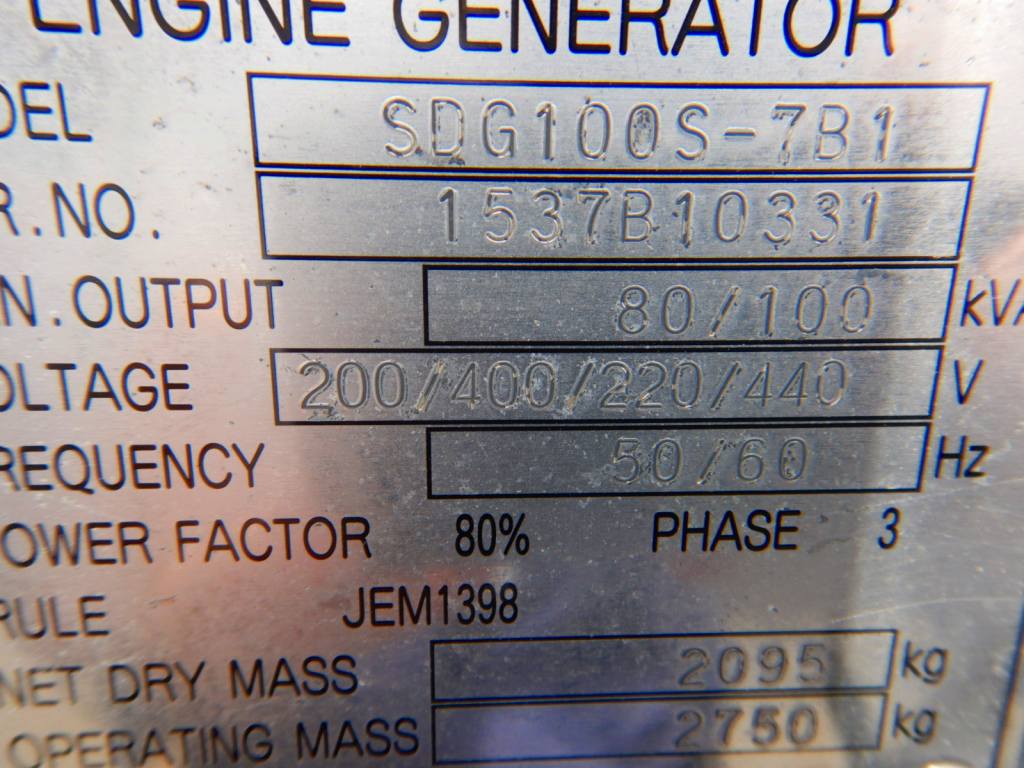 ENGINE GENERATOR
DEL SDG100S-7B1
R.NO. 1537B10331
N.OUTPUT 80/100 kVA
OLTAGE 200/400/220/440 V
REQUENCY 50/60 Hz
OWER FACTOR 80% PHASE 3
RULE JEM1398
NET DRY MASS 2095 kg
OPERATING MASS 2750 kg